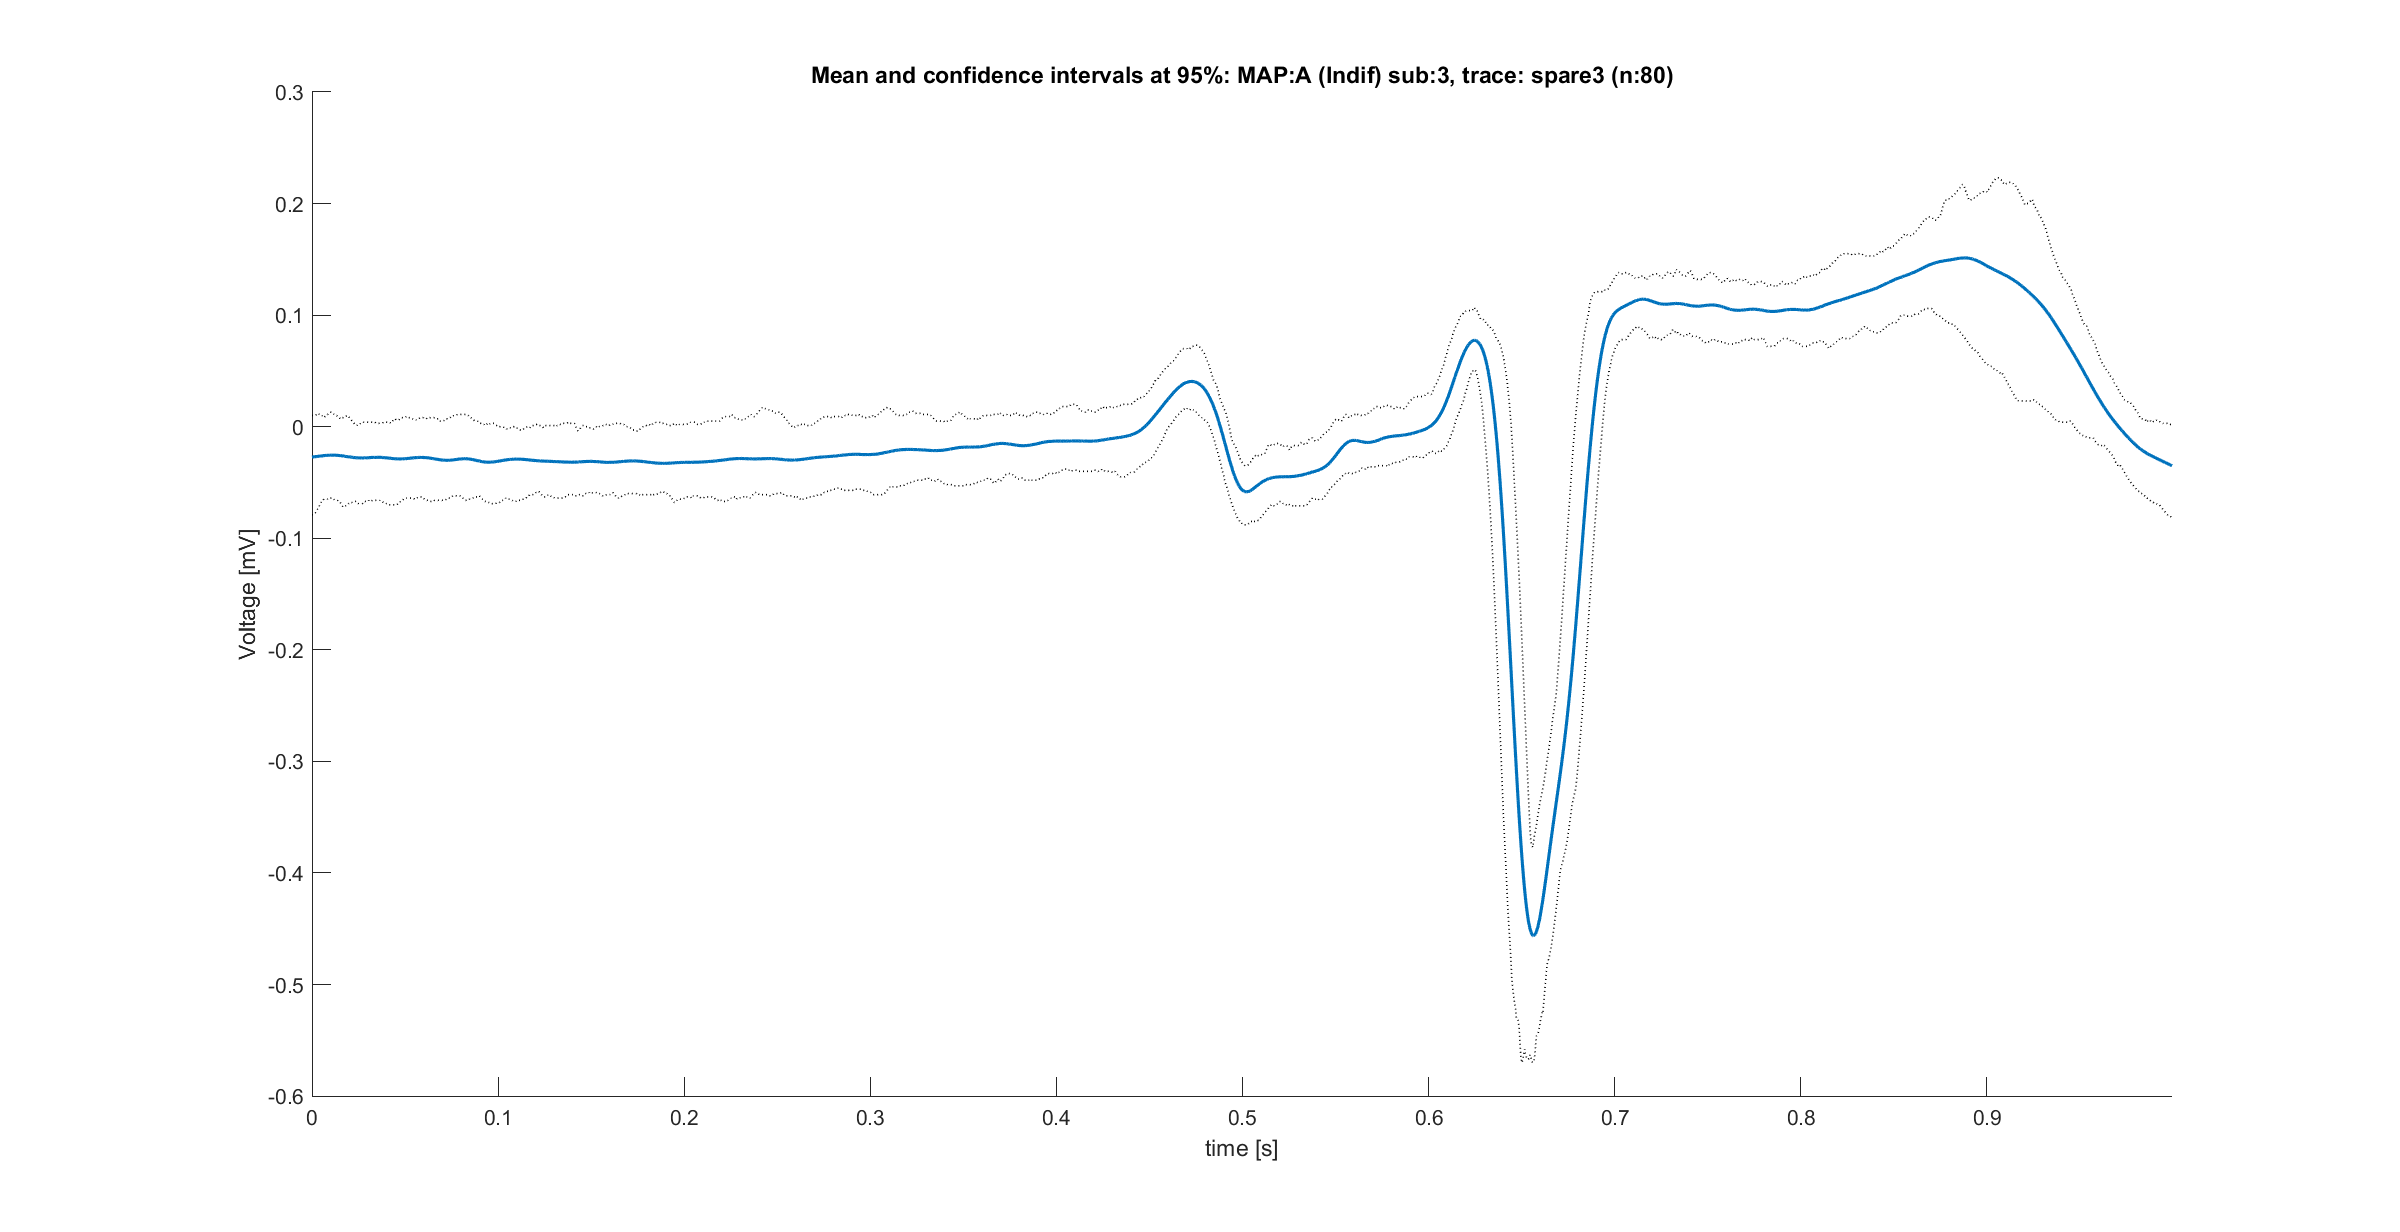 Mean and confidence intervals at 95%: MAP:A (Indif) sub:3, trace: spare3 (n:80)
0.3
0.2
0.1
0
-0.1
-0.2
-0.3
-0.4
-0.5
-0.6
Voltage [mV]
0 0.1 0.2 0.3 0.4 0.5 0.6 0.7 0.8 0.9
time [s]